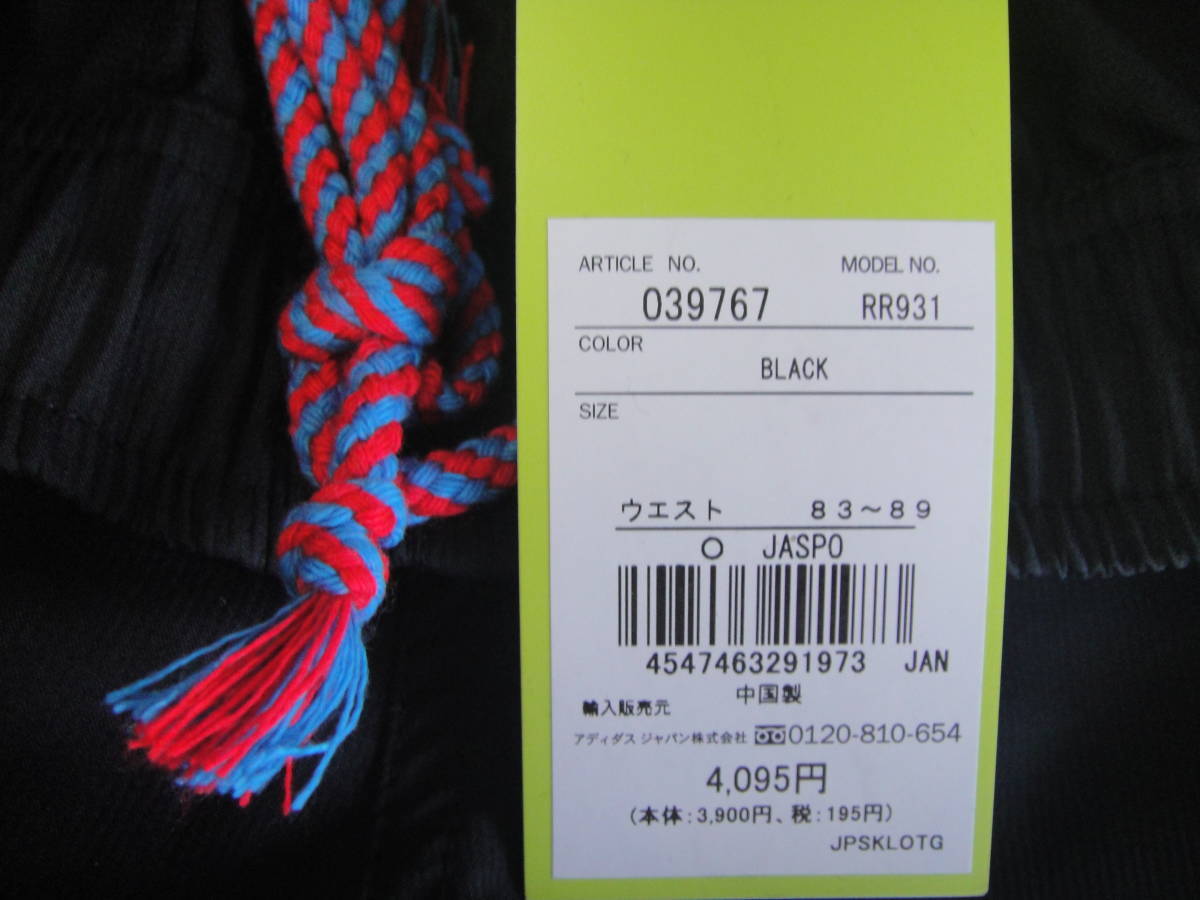 ARTICLE NO. MODEL NO.
039767 RR931
COLOR
BLACK
SIZE
ウエスト 83～89
O JASPO
4547463291973 JAN
中国製
輸入販売元
アディダス ジャパン株式会社 0120-810-654
4,095円
(本体:3,900円、税:195円)
JPSKLOTG